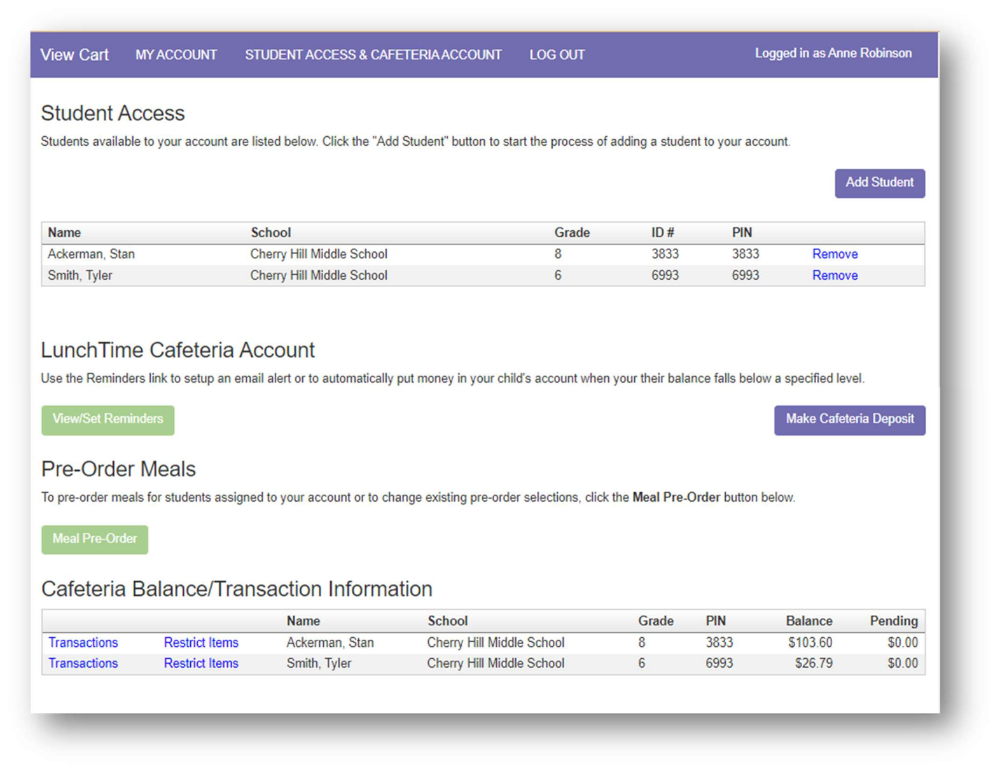 View Cart MY ACCOUNT STUDENT ACCESS & CAFETERIA ACCOUNT LOG OUT Logged in as Anne Robinson
Student Access
Students available to your account are listed below. Click the "Add Student" button to start the process of adding a student to your account.
Add Student
Name School Grade ID # PIN
Ackerman, Stan Cherry Hill Middle School 8 3833 3833 Remove
Smith, Tyler Cherry Hill Middle School 6 6993 6993 Remove
LunchTime Cafeteria Account
Use the Reminders link to setup an email alert or to automatically put money in your child's account when your their balance falls below a specified level.
View/Set Reminders Make Cafeteria Deposit
Pre-Order Meals
To pre-order meals for students assigned to your account or to change existing pre-order selections, click the Meal Pre-Order button below.
Meal Pre-Order
Cafeteria Balance/Transaction Information
Name School Grade PIN Balance Pending
Transactions Restrict Items Ackerman, Stan Cherry Hill Middle School 8 3833 $103.60 $0.00
Transactions Restrict Items Smith, Tyler Cherry Hill Middle School 6 6993 $26.79 $0.00